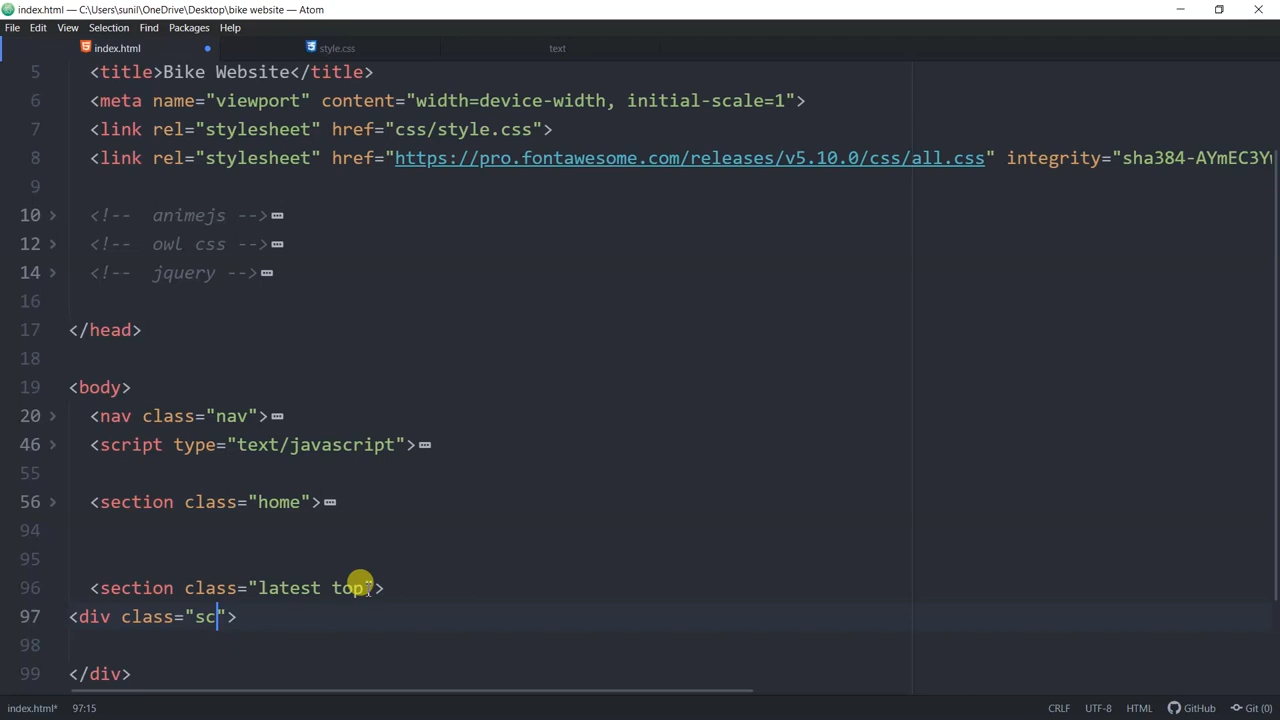 index.html — C:\Users\sunil\OneDrive\Desktop\bike website — Atom
File Edit View Selection Find Packages Help
index.html style.css text
5 <title>Bike Website</title>
6 <meta name="viewport" content="width=device-width, initial-scale=1">
7 <link rel="stylesheet" href="css/style.css">
8 <link rel="stylesheet" href="https://pro.fontawesome.com/releases/v5.10.0/css/all.css" integrity="sha384-AYmEC3Y
9
10 <!-- animejs -->
12 <!-- owl css -->
14 <!-- jquery -->
16
17 </head>
18
19 <body>
20 <nav class="nav">
46 <script type="text/javascript">
55
56 <section class="home">
94
95
96 <section class="latest top">
97 <div class="sc">
98
99 </div>
index.html* 97:15 CRLF UTF-8 HTML GitHub Git (0)